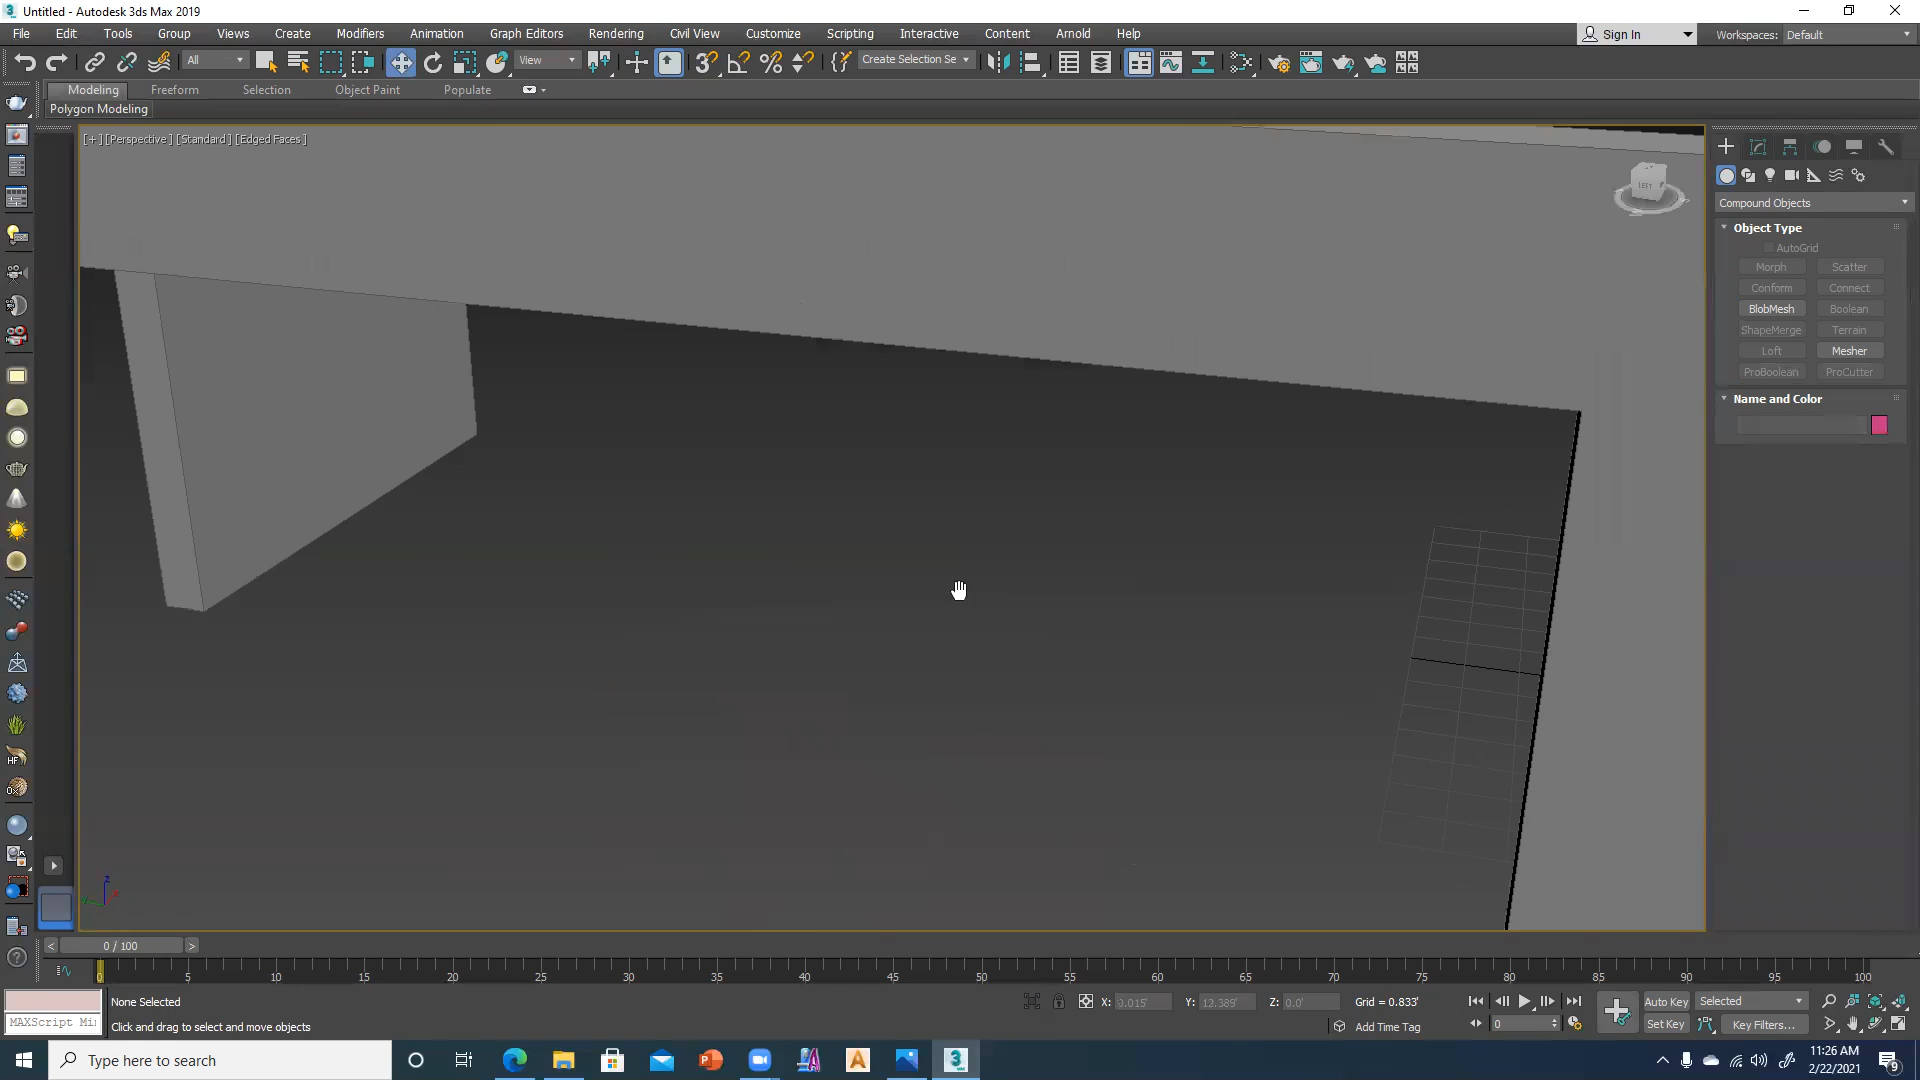 Untitled - Autodesk 3ds Max 2019
File Edit Tools Group Views Create Modifiers Animation Graph Editors Rendering Civil View Customize Scripting Interactive Content Arnold Help Sign In Workspaces: Default
All View Create Selection Se
Modeling Freeform Selection Object Paint Populate
Polygon Modeling
[+] [Perspective] [Standard] [Edged Faces]
LEFT
Compound Objects
Object Type
AutoGrid
Morph Scatter
Conform Connect
BlobMesh Boolean
ShapeMerge Terrain
Loft Mesher
ProBoolean ProCutter
Name and Color
HF
z
x
0 / 100
0 5 10 15 20 25 30 35 40 45 50 55 60 65 70 75 80 85 90 95 100
None Selected X: 0.015' Y: 12.389' Z: 0.0' Grid = 0.833' Auto Key Selected
MAXScript Mi Click and drag to select and move objects Add Time Tag 0 Set Key Key Filters...
Type here to search
11:26 AM
2/22/2021
9